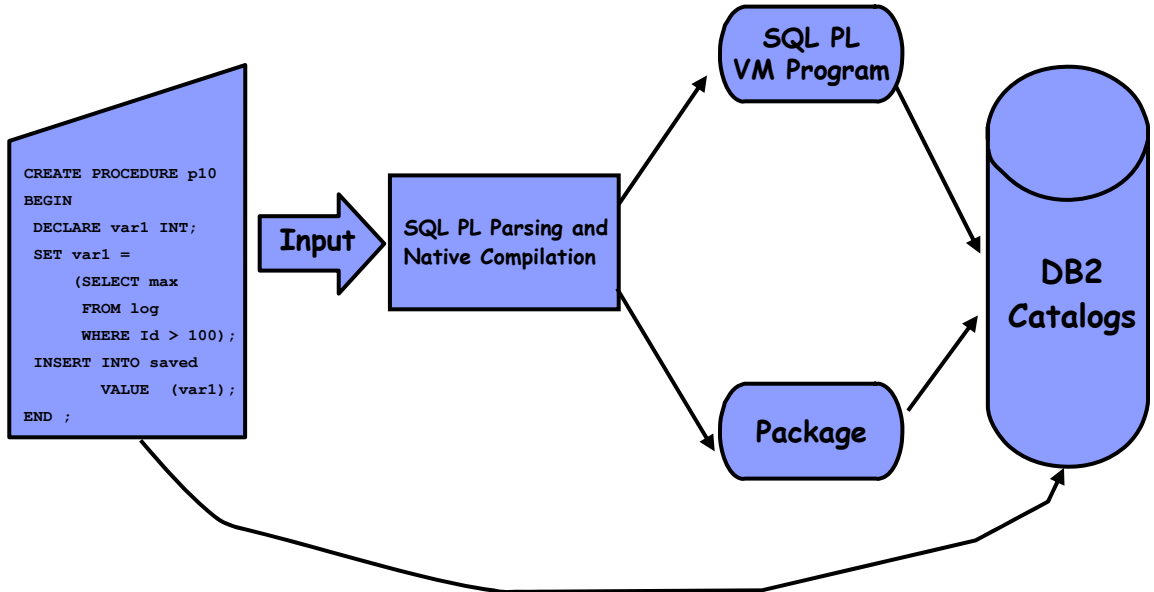 CREATE PROCEDURE p10
BEGIN
DECLARE var1 INT;
SET var1 =
(SELECT max
FROM log
WHERE Id > 100);
INSERT INTO saved
VALUE (var1);
END ;
Input
SQL PL Parsing and
Native Compilation
SQL PL
VM Program
Package
DB2
Catalogs